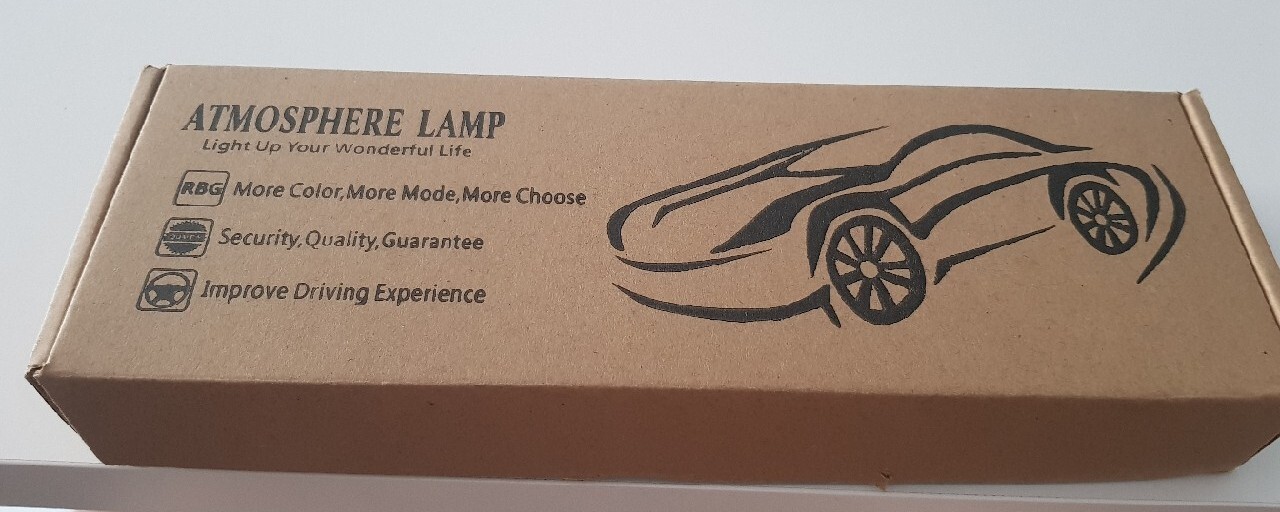 ATMOSPHERE LAMP
Light Up Your Wonderful Life
RBG More Color,More Mode,More Choose
Security,Quality,Guarantee
Improve Driving Experience